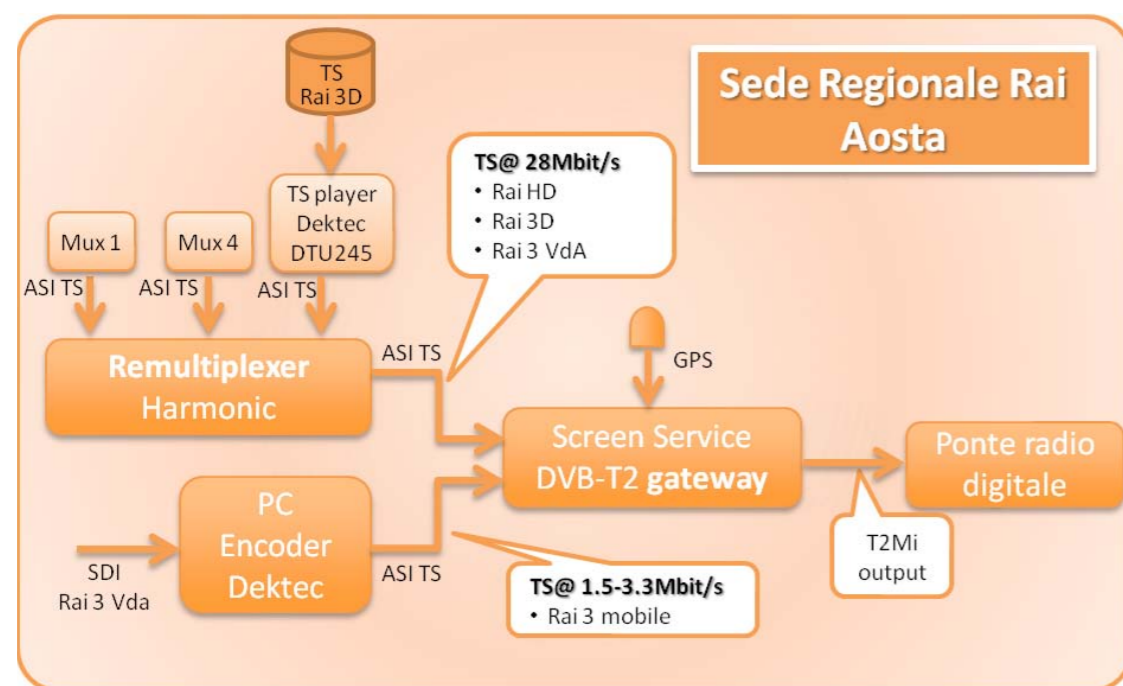 Sede Regionale Rai
Aosta
TS
Rai 3D
TS player
Dektec
DTU245
Mux 1
Mux 4
ASI TS
ASI TS
ASI TS
TS@ 28Mbit/s
• Rai HD
• Rai 3D
• Rai 3 VdA
Remultiplexer
Harmonic
ASI TS
GPS
Screen Service
DVB-T2 gateway
Ponte radio
digitale
T2Mi
output
PC
Encoder
Dektec
SDI
Rai 3 Vda
ASI TS
TS@ 1.5-3.3Mbit/s
• Rai 3 mobile